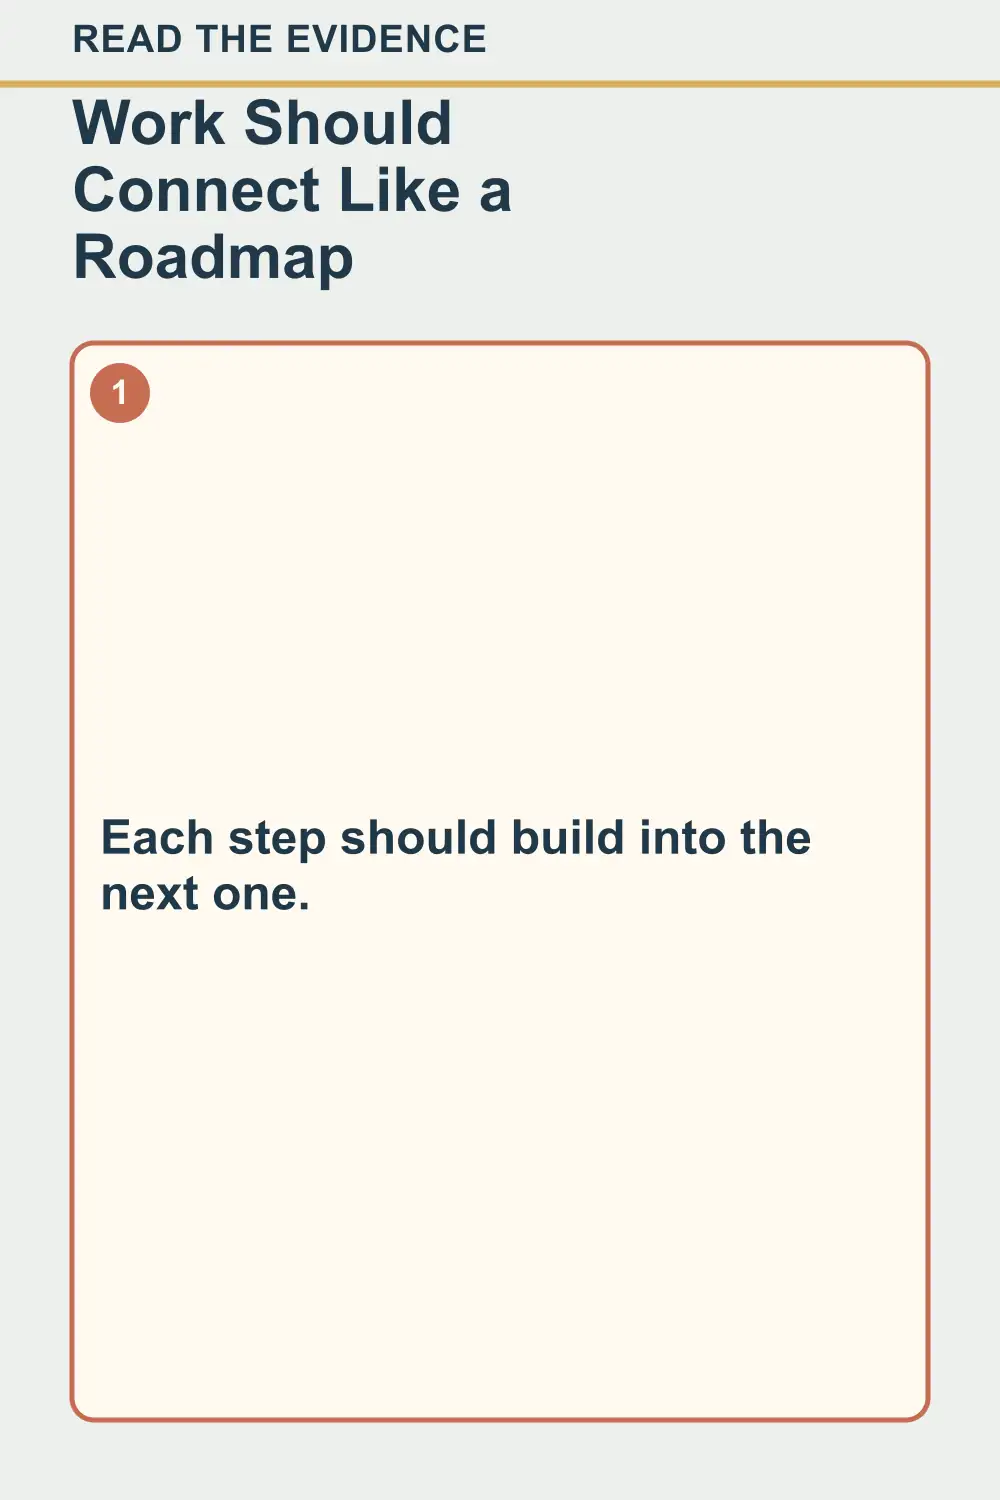 READ THE EVIDENCE
Work Should
Connect Like a
Roadmap
1
Each step should build into the
next one.